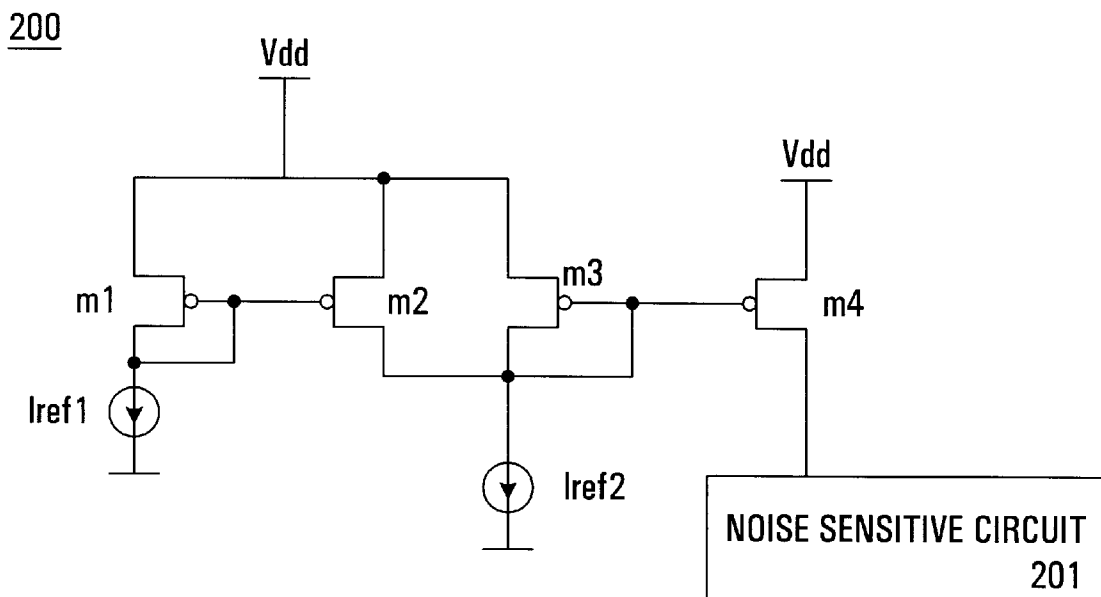 200
Vdd
Vdd
m1
m2
m3
m4
Iref1
Iref2
NOISE SENSITIVE CIRCUIT
201